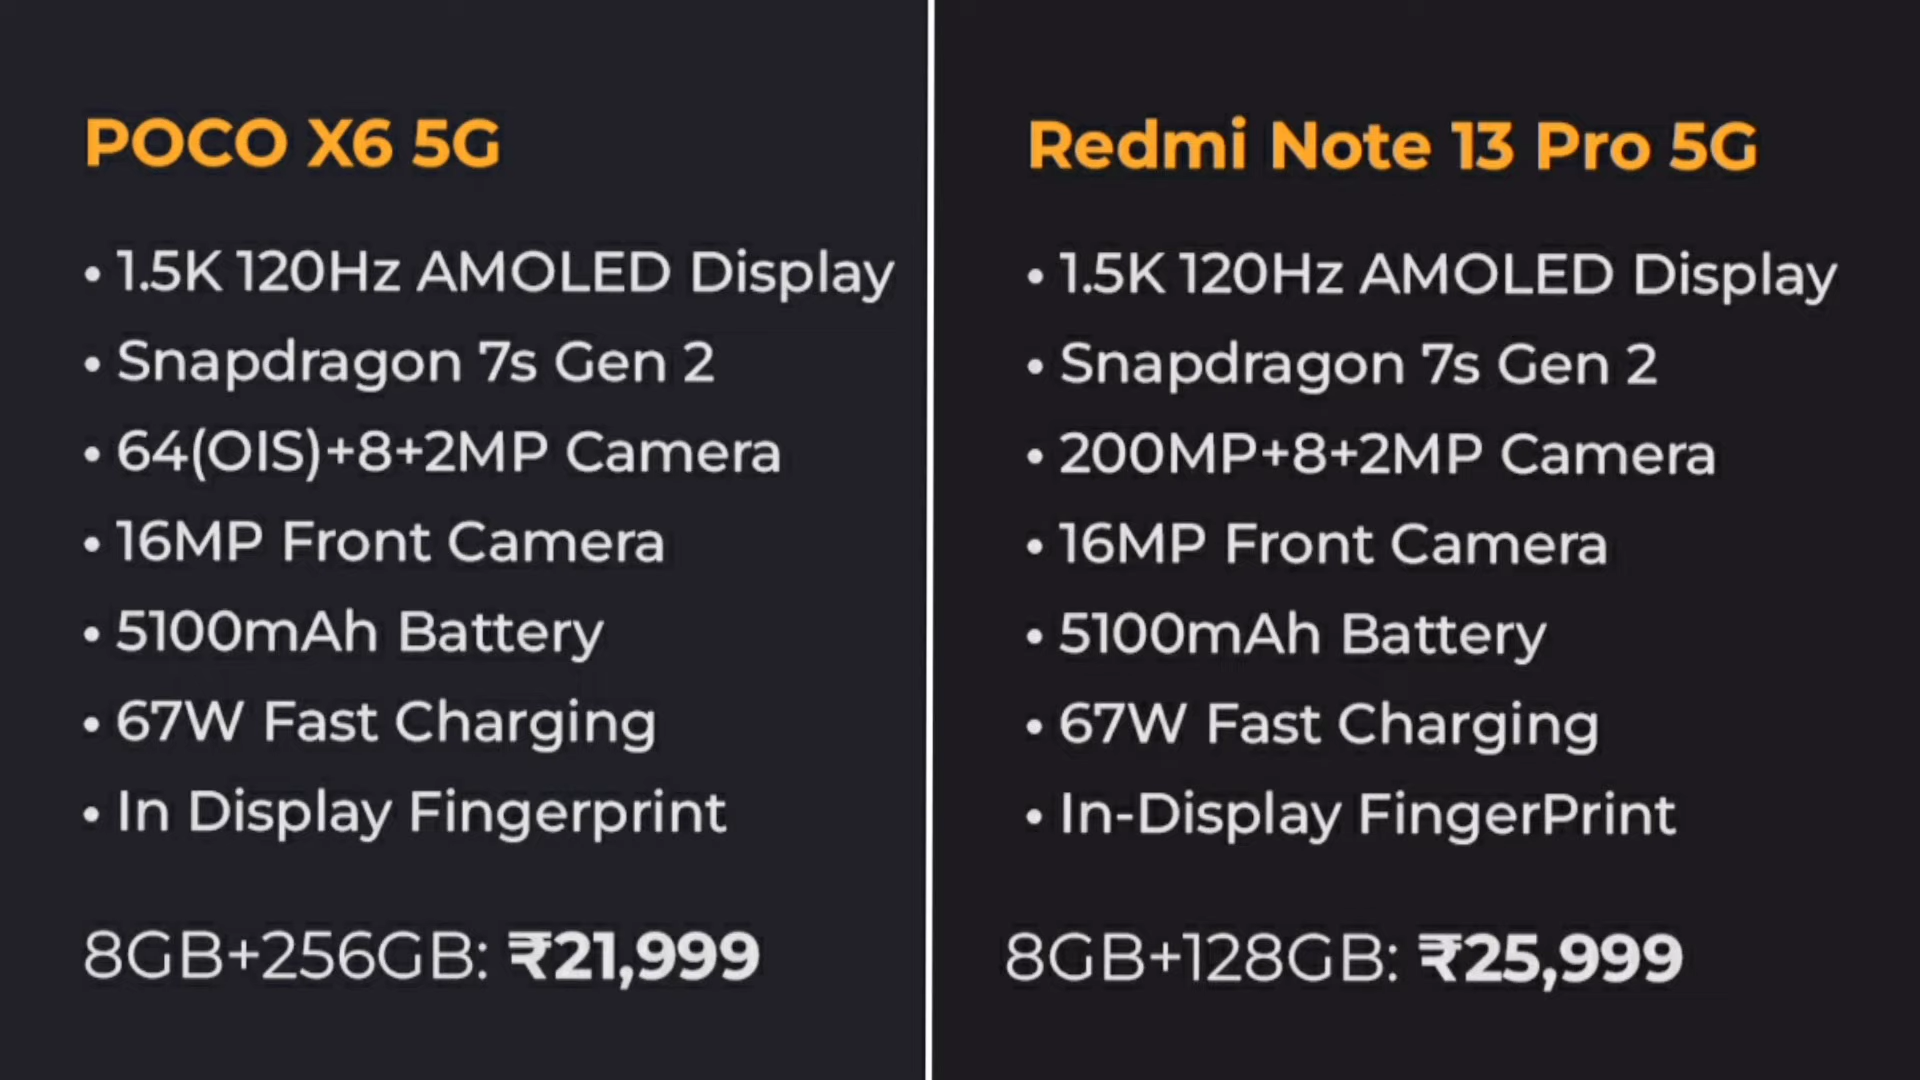 POCO X6 5G
• 1.5K 120Hz AMOLED Display
• Snapdragon 7s Gen 2
• 64(OIS)+8+2MP Camera
• 16MP Front Camera
• 5100mAh Battery
• 67W Fast Charging
• In Display Fingerprint
8GB+256GB: ₹21,999
Redmi Note 13 Pro 5G
• 1.5K 120Hz AMOLED Display
• Snapdragon 7s Gen 2
• 200MP+8+2MP Camera
• 16MP Front Camera
• 5100mAh Battery
• 67W Fast Charging
• In-Display FingerPrint
8GB+128GB: ₹25,999